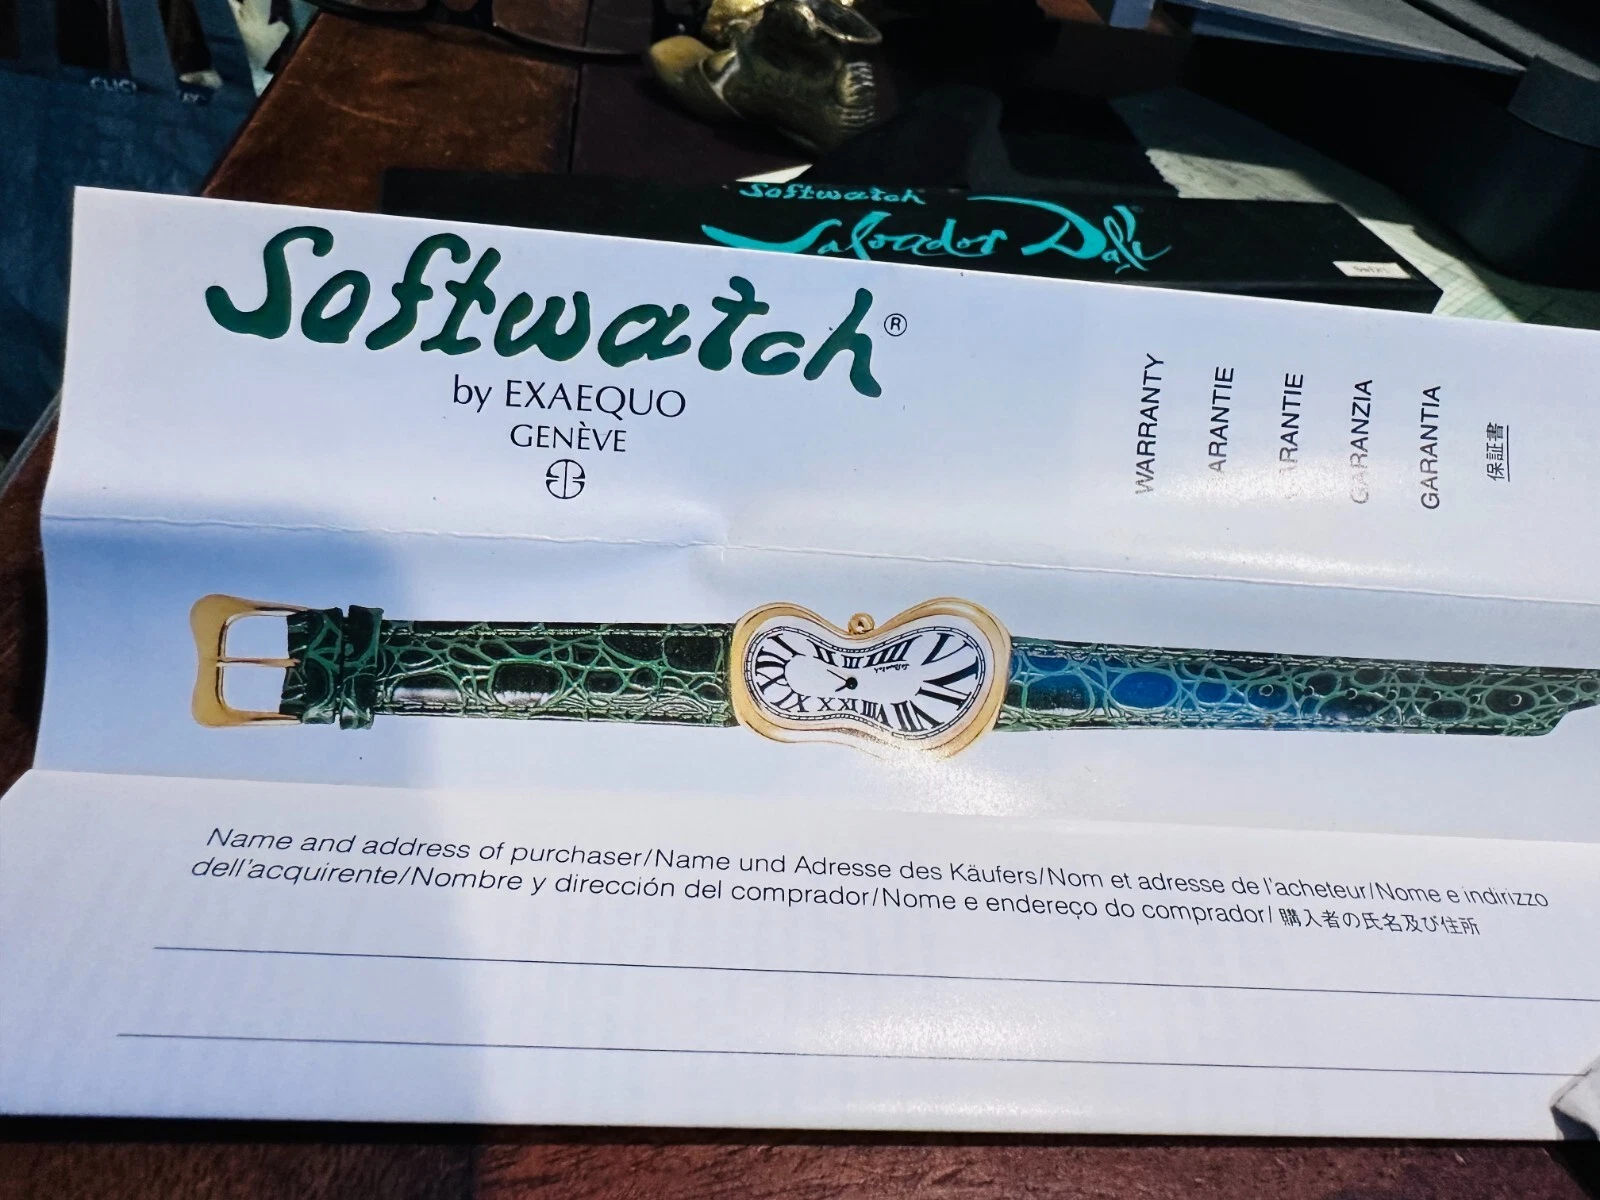 Softwatch
Salvador Dalí
Softwatch®
by EXAEQUO
GENÈVE
WARRANTY
GARANTIE
GARANTIE
GARANZIA
GARANTIA
保証書
Name and address of purchaser/Name und Adresse des Käufers/Nom et adresse de l'acheteur/Nome e indirizzo
dell'acquirente/Nombre y dirección del comprador/Nome e endereço do comprador/購入者の氏名及び住所